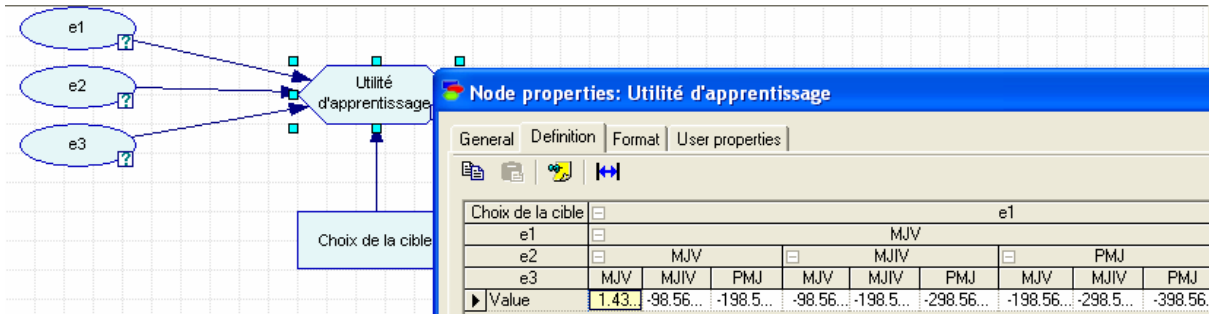 e1
?
e2
?
e3
?
Utilité
d'apprentissage
Choix de la cible
Node properties: Utilité d'apprentissage
General Definition Format User properties
Choix de la cible e1
e1 MJV
e2 MJV MJIV PMJ
e3 MJV MJIV PMJ MJV MJIV PMJ MJV MJIV PMJ
Value 1.43... -98.56... -198.5... -98.56... -198.5... -298.56... -198.56... -298.5... -398.56.